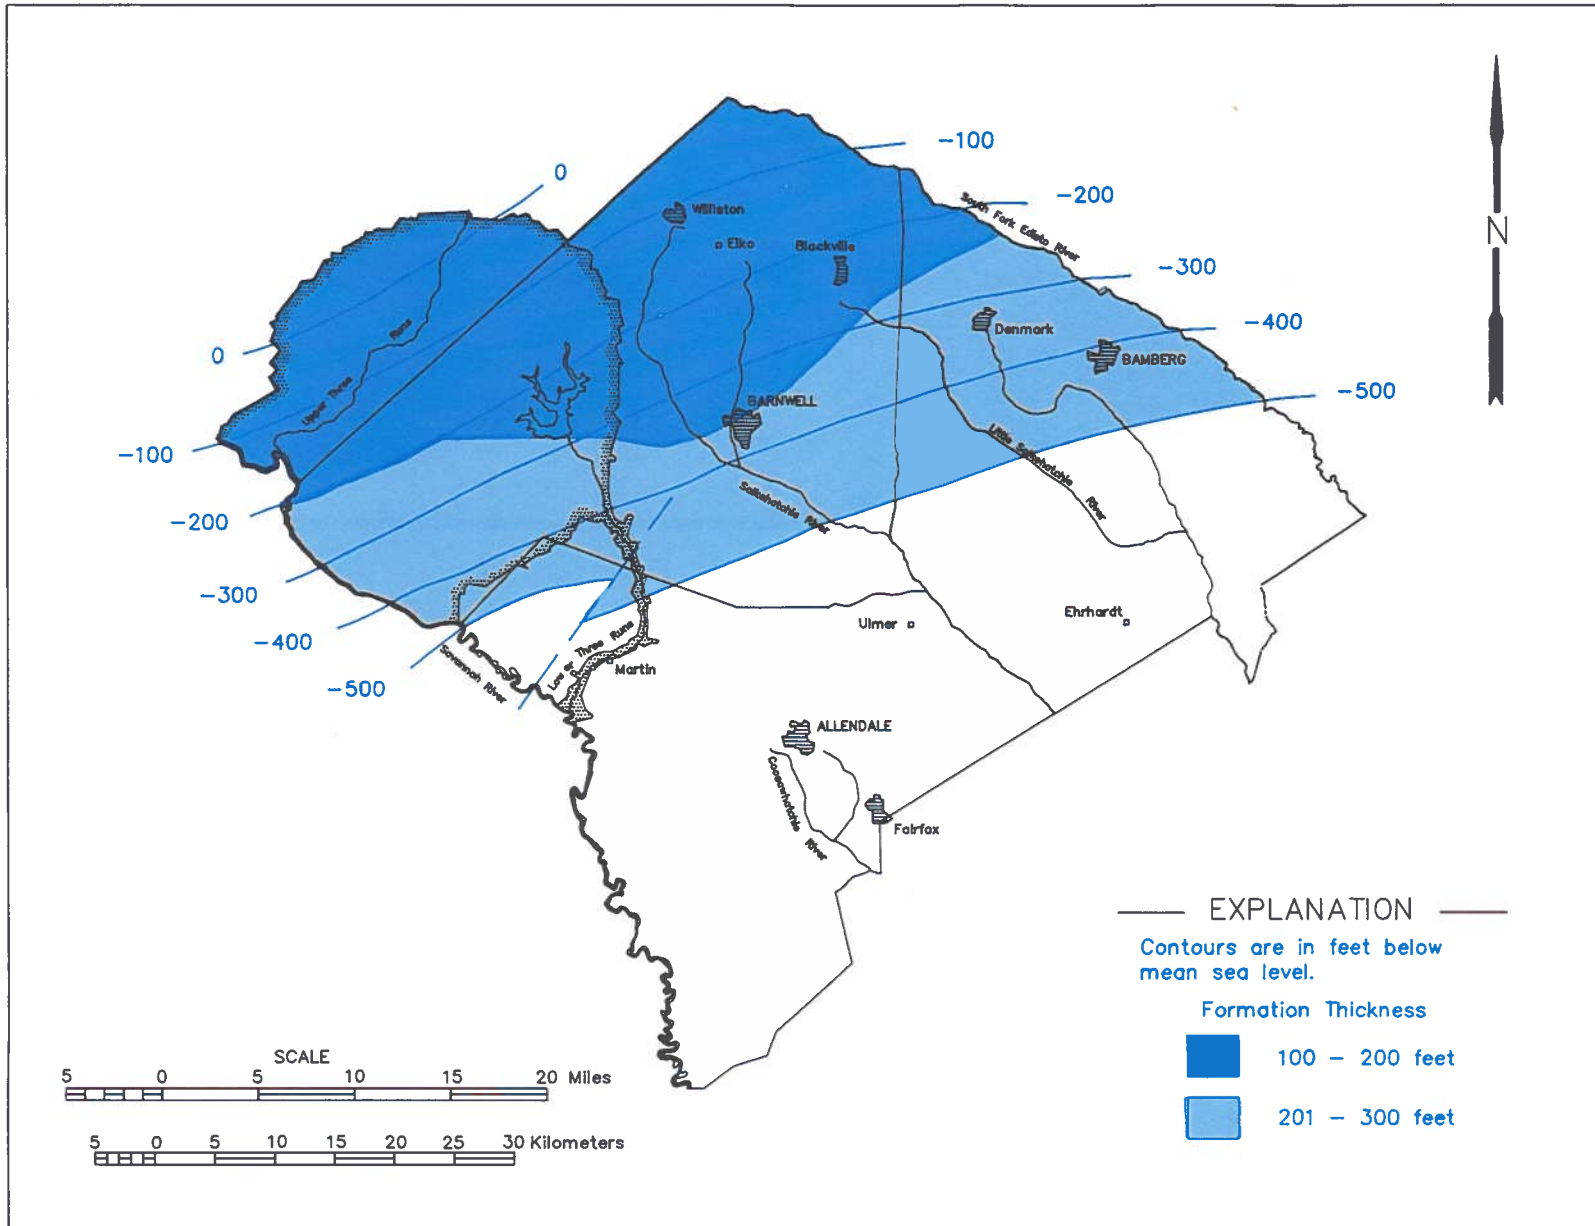 -100
0
-200
South Fork Edisto River
Williston
Elko
Blackville
N
-300
0
Upper Three Runs
Denmark
-400
BAMBERG
-500
BARNWELL
-100
Little Salkehatchie River
Salkehatchie River
-200
-300
Ulmer
Ehrhardt
-400
Savannah River
Lower Three Runs
Martin
-500
ALLENDALE
Coosawhatchie River
Fairfax
EXPLANATION
Contours are in feet below
mean sea level.
Formation Thickness
100 – 200 feet
201 – 300 feet
SCALE
5 0 5 10 15 20 Miles
5 0 5 10 15 20 25 30 Kilometers